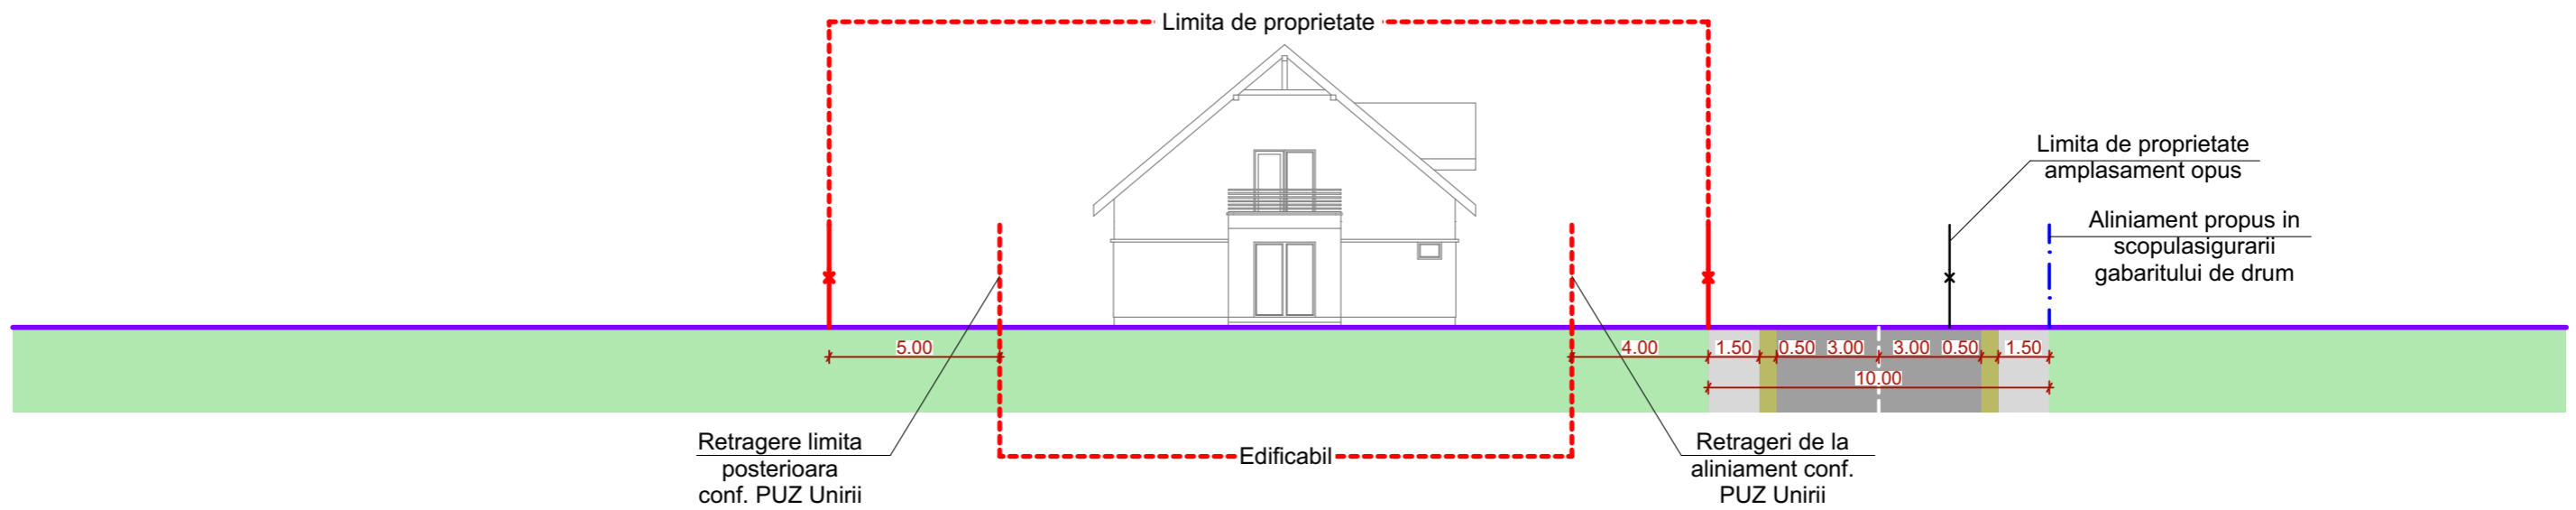 Limita de proprietate
Limita de proprietate
amplasament opus
Aliniament propus in
scopulasigurarii
gabaritului de drum
5.00
4.00
1.50
0.50
3.00
3.00
0.50
1.50
10.00
Retragere limita
posterioara
conf. PUZ Unirii
Edificabil
Retrageri de la
aliniament conf.
PUZ Unirii